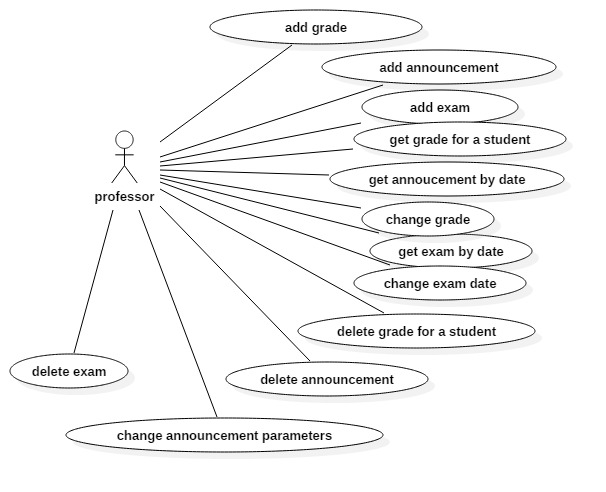 add grade
add announcement
add exam
get grade for a student
professor
get annoucement by date
change grade
get exam by date
change exam date
delete grade for a student
delete exam
delete announcement
change announcement parameters